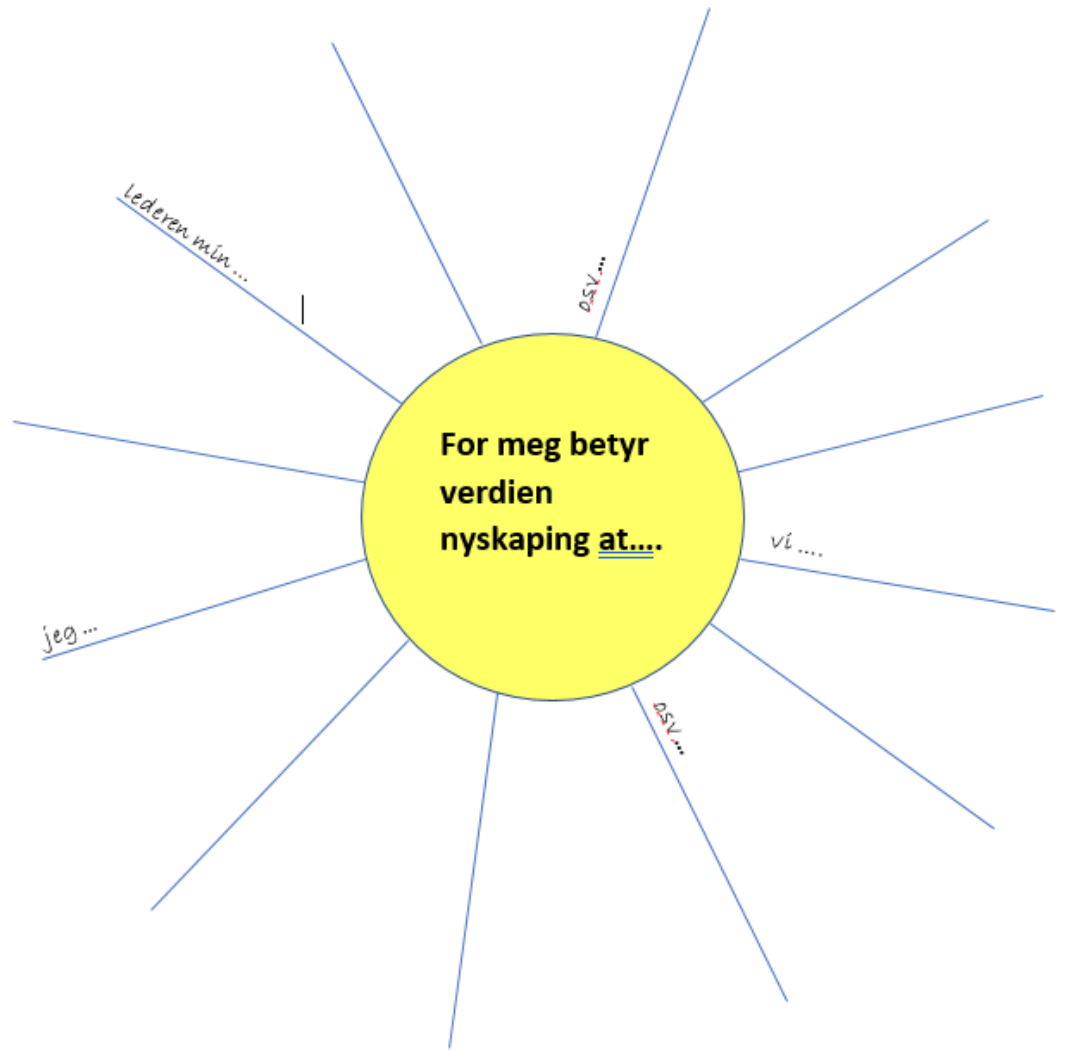 lederen min ...
osv...
For meg betyr
verdien
nyskaping at....
vi ....
jeg ...
osv...